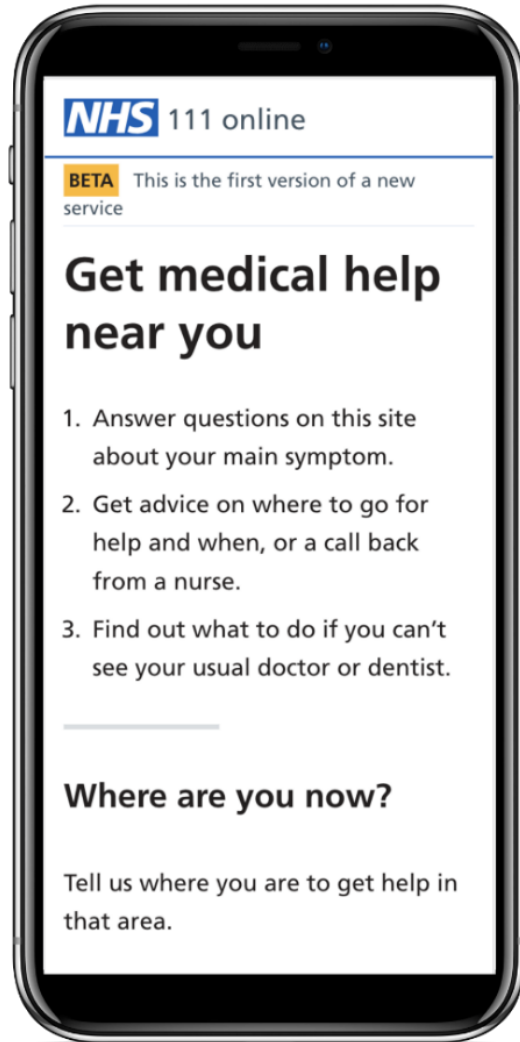 NHS 111 online
BETA This is the first version of a new
service
Get medical help
near you
1. Answer questions on this site
about your main symptom.
2. Get advice on where to go for
help and when, or a call back
from a nurse.
3. Find out what to do if you can’t
see your usual doctor or dentist.
Where are you now?
Tell us where you are to get help in
that area.